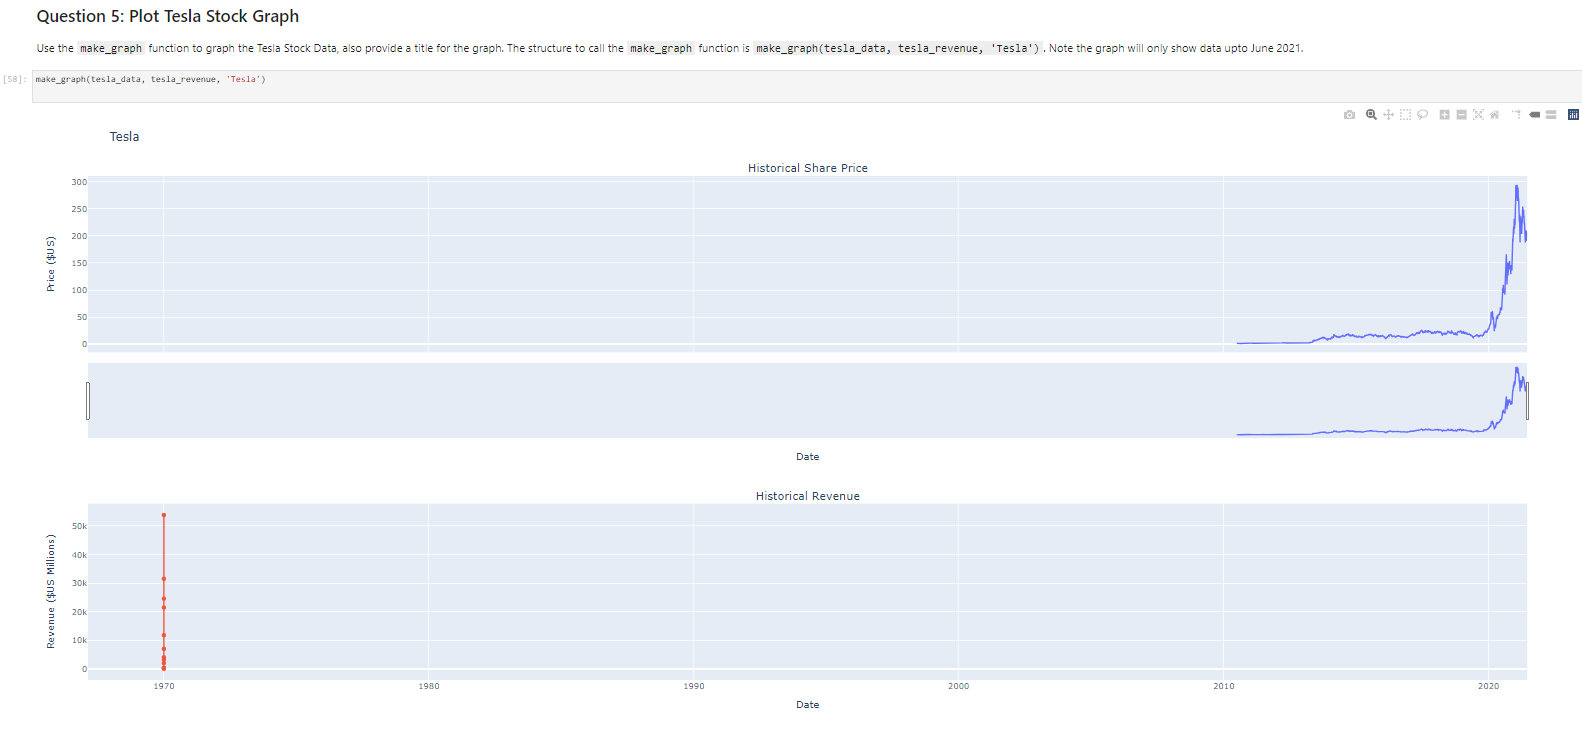 Question 5: Plot Tesla Stock Graph
Use the make_graph function to graph the Tesla Stock Data, also provide a title for the graph. The structure to call the make_graph function is make_graph(tesla_data, tesla_revenue, 'Tesla'). Note the graph will only show data upto June 2021.
[58]: make_graph(tesla_data, tesla_revenue, 'Tesla')
Tesla
Historical Share Price
300
250
200
150
100
50
0
Price ($US)
Date
Historical Revenue
50k
40k
30k
20k
10k
0
Revenue ($US Millions)
1970 1980 1990 2000 2010 2020
Date